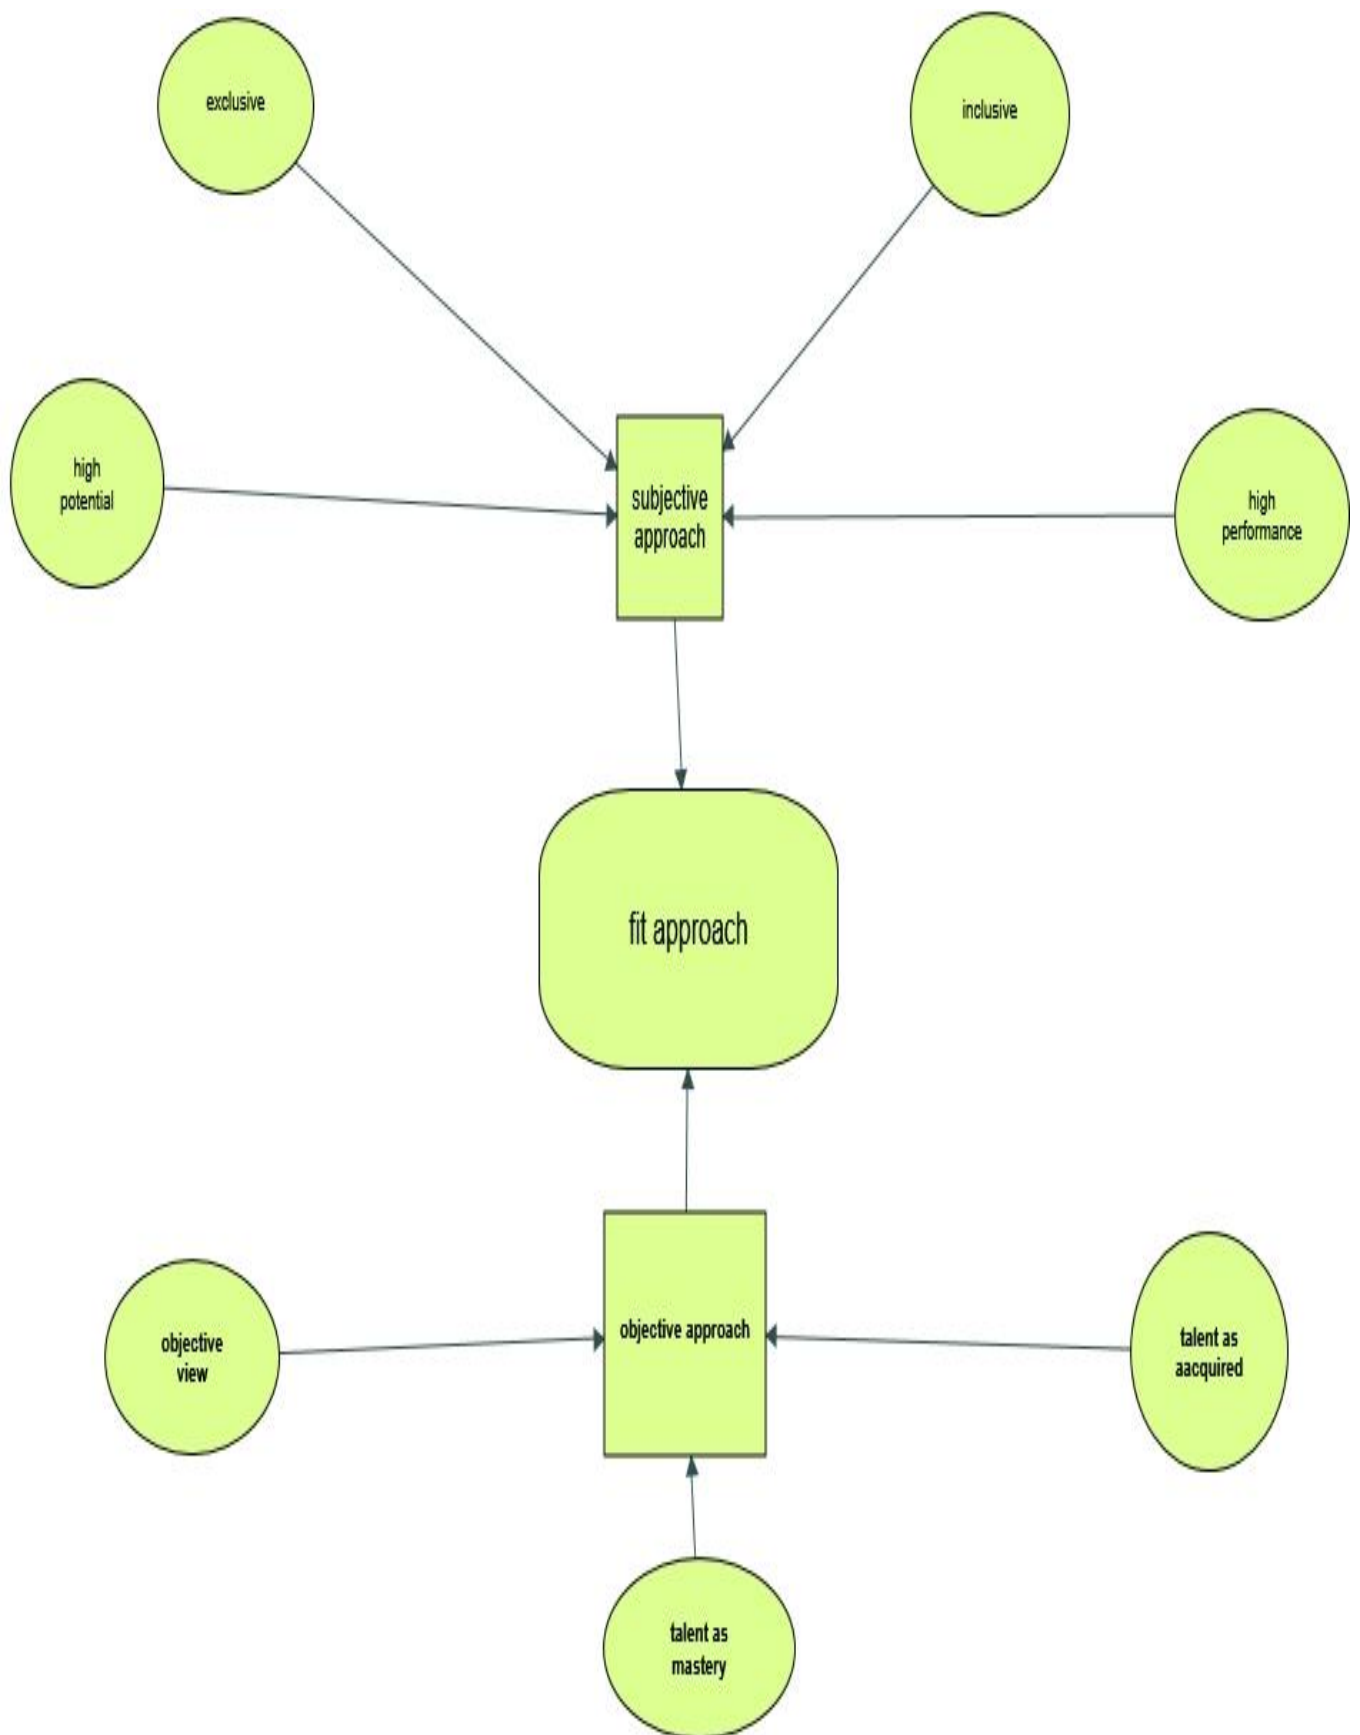 exclusive
inclusive
high
potential
subjective
approach
high
performance
fit approach
objective
view
objective approach
talent as
aacquired
talent as
mastery